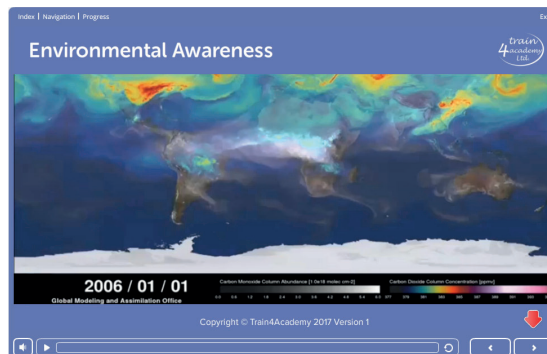 Index | Navigation | Progress
Ex
Environmental Awareness
train
4academy
Ltd.
2006 / 01 / 01
Global Modeling and Assimilation Office
Carbon Monoxide Column Abundance [1.0e18 molec cm-2]
Carbon Dioxide Column Concentration [ppmv]
Copyright © Train4Academy 2017 Version 1